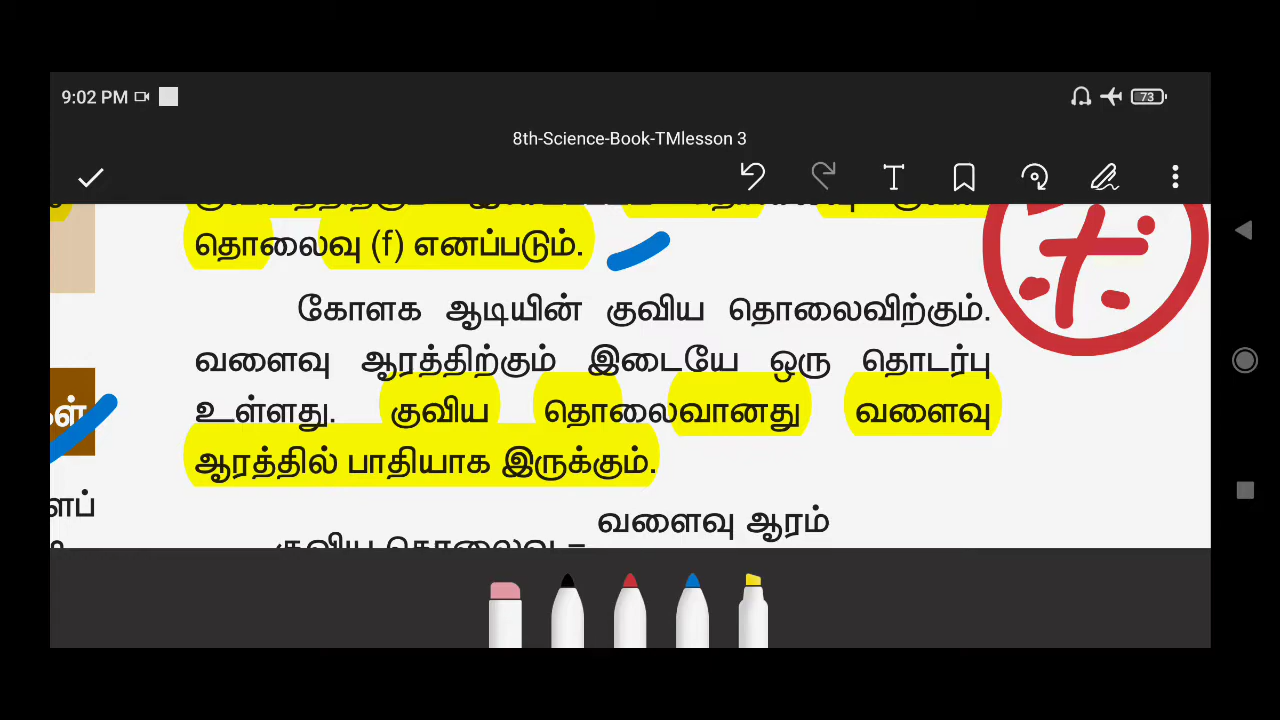 9:02 PM
73
8th-Science-Book-TMlesson 3
தொலைவு (f) எனப்படும்.
கோளக ஆடியின் குவிய தொலைவிற்கும்.
வளைவு ஆரத்திற்கும் இடையே ஒரு தொடர்பு
உள்ளது. குவிய தொலைவானது வளைவு
ஆரத்தில் பாதியாக இருக்கும்.
வளைவு ஆரம்
குவிய தொலைவு =